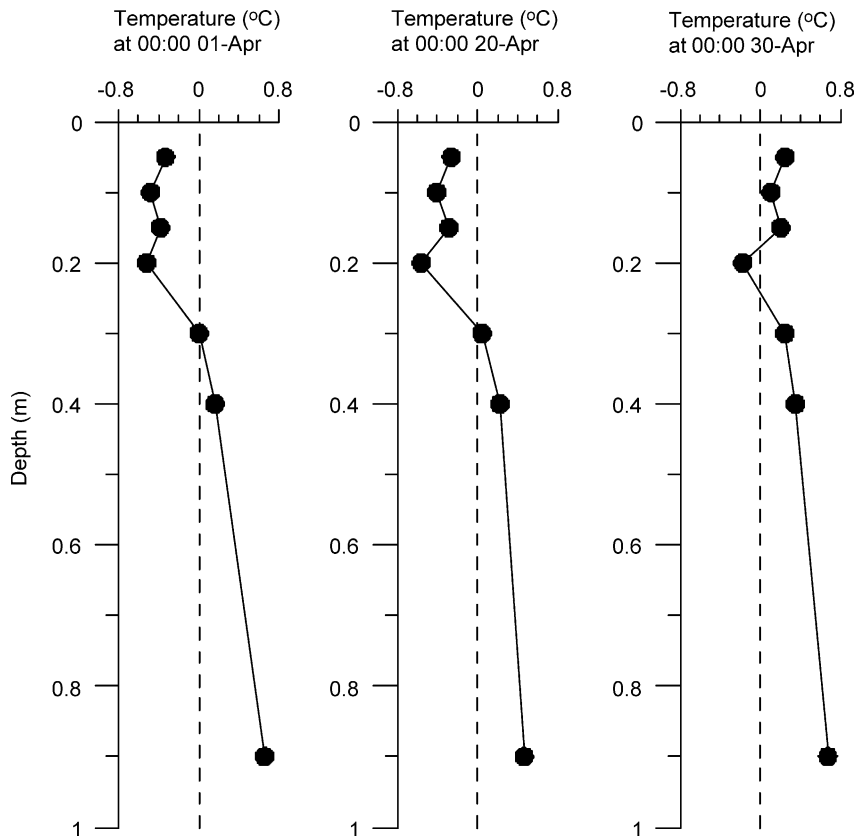 Temperature (°C)
at 00:00 01-Apr
Temperature (°C)
at 00:00 20-Apr
Temperature (°C)
at 00:00 30-Apr
-0.8 0 0.8
-0.8 0 0.8
-0.8 0 0.8
0 0 0
0.2 0.2 0.2
0.4 0.4 0.4
Depth (m)
0.6 0.6 0.6
0.8 0.8 0.8
1 1 1